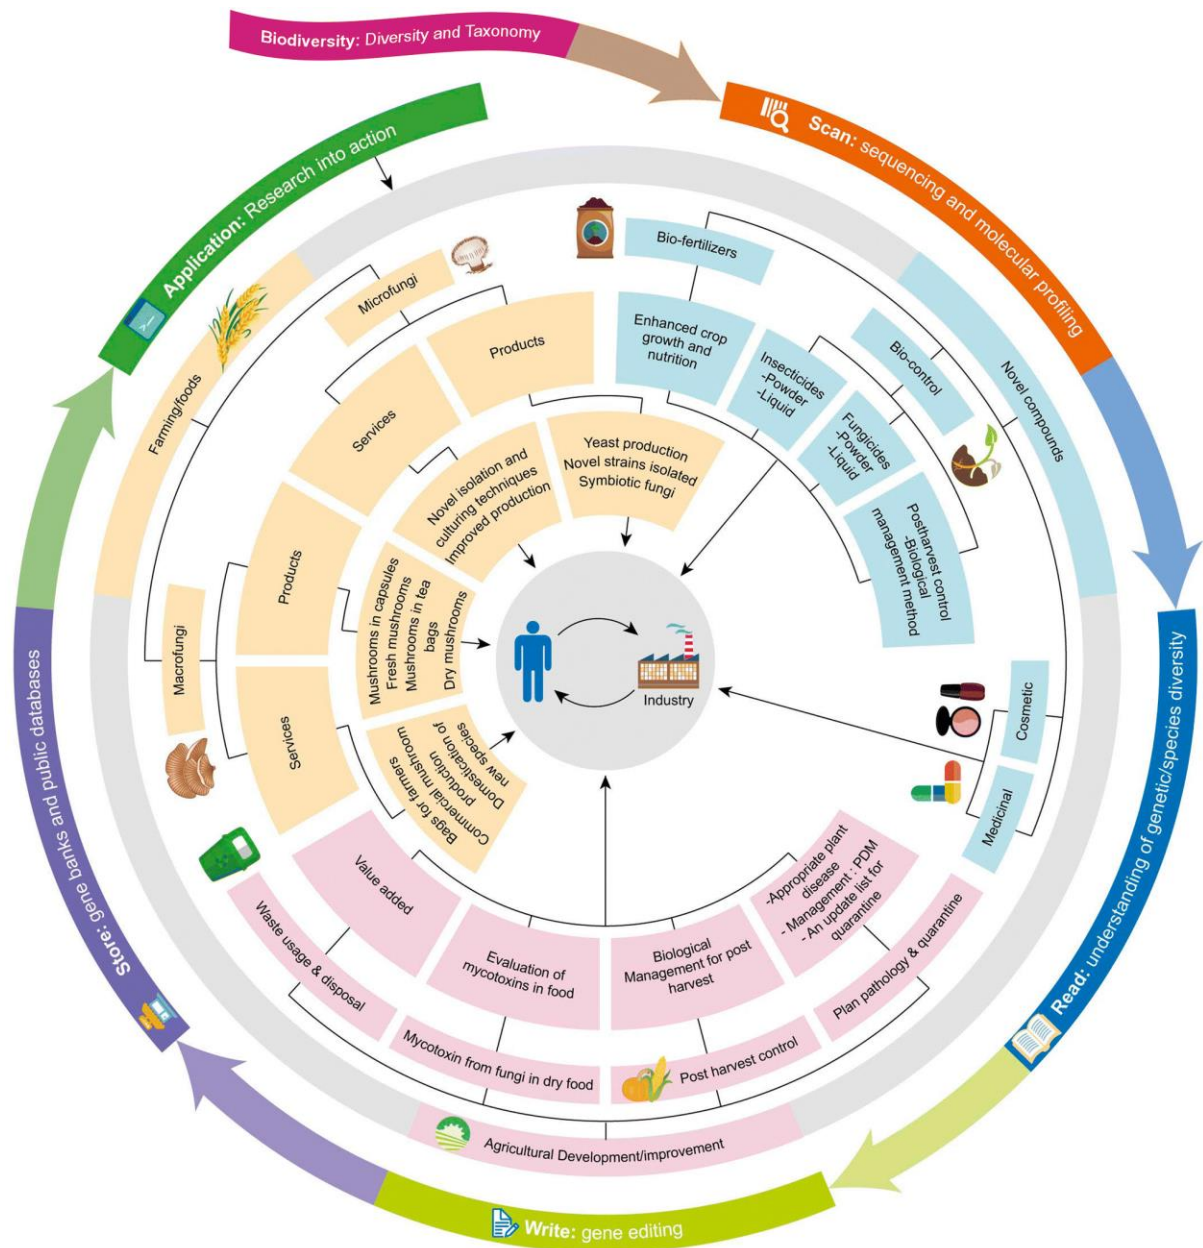 Biodiversity: Diversity and Taxonomy
Scan: sequencing and molecular profiling
Read: understanding of genetic/species diversity
Write: gene editing
Store: gene banks and public databases
Application: Research into action
Farming/foods
Microfungi
Products
Services
Yeast production
Novel strains isolated
Symbiotic fungi
Novel isolation and
culturing techniques
Improved production
Macrofungi
Products
Services
Mushrooms in capsules
Fresh mushrooms
Mushrooms in tea
bags
Dry mushrooms
Bags for farmers
Commercial mushroom
production
Domestication of
new species
Novel compounds
Bio-fertilizers
Enhanced crop
growth and
nutrition
Bio-control
Insecticides
-Powder
-Liquid
Fungicides
-Powder
-Liquid
Postharvest control
-Biological
management method
Cosmetic
Medicinal
Industry
Value added
Evaluation of
mycotoxins in food
Biological
Management for post
harvest
-Appropriate plant
disease
- Management : PDM
- An update list for
quarantine
Waste usage & disposal
Mycotoxin from fungi in dry food
Post harvest control
Plan pathology & quarantine
Agricultural Development/improvement